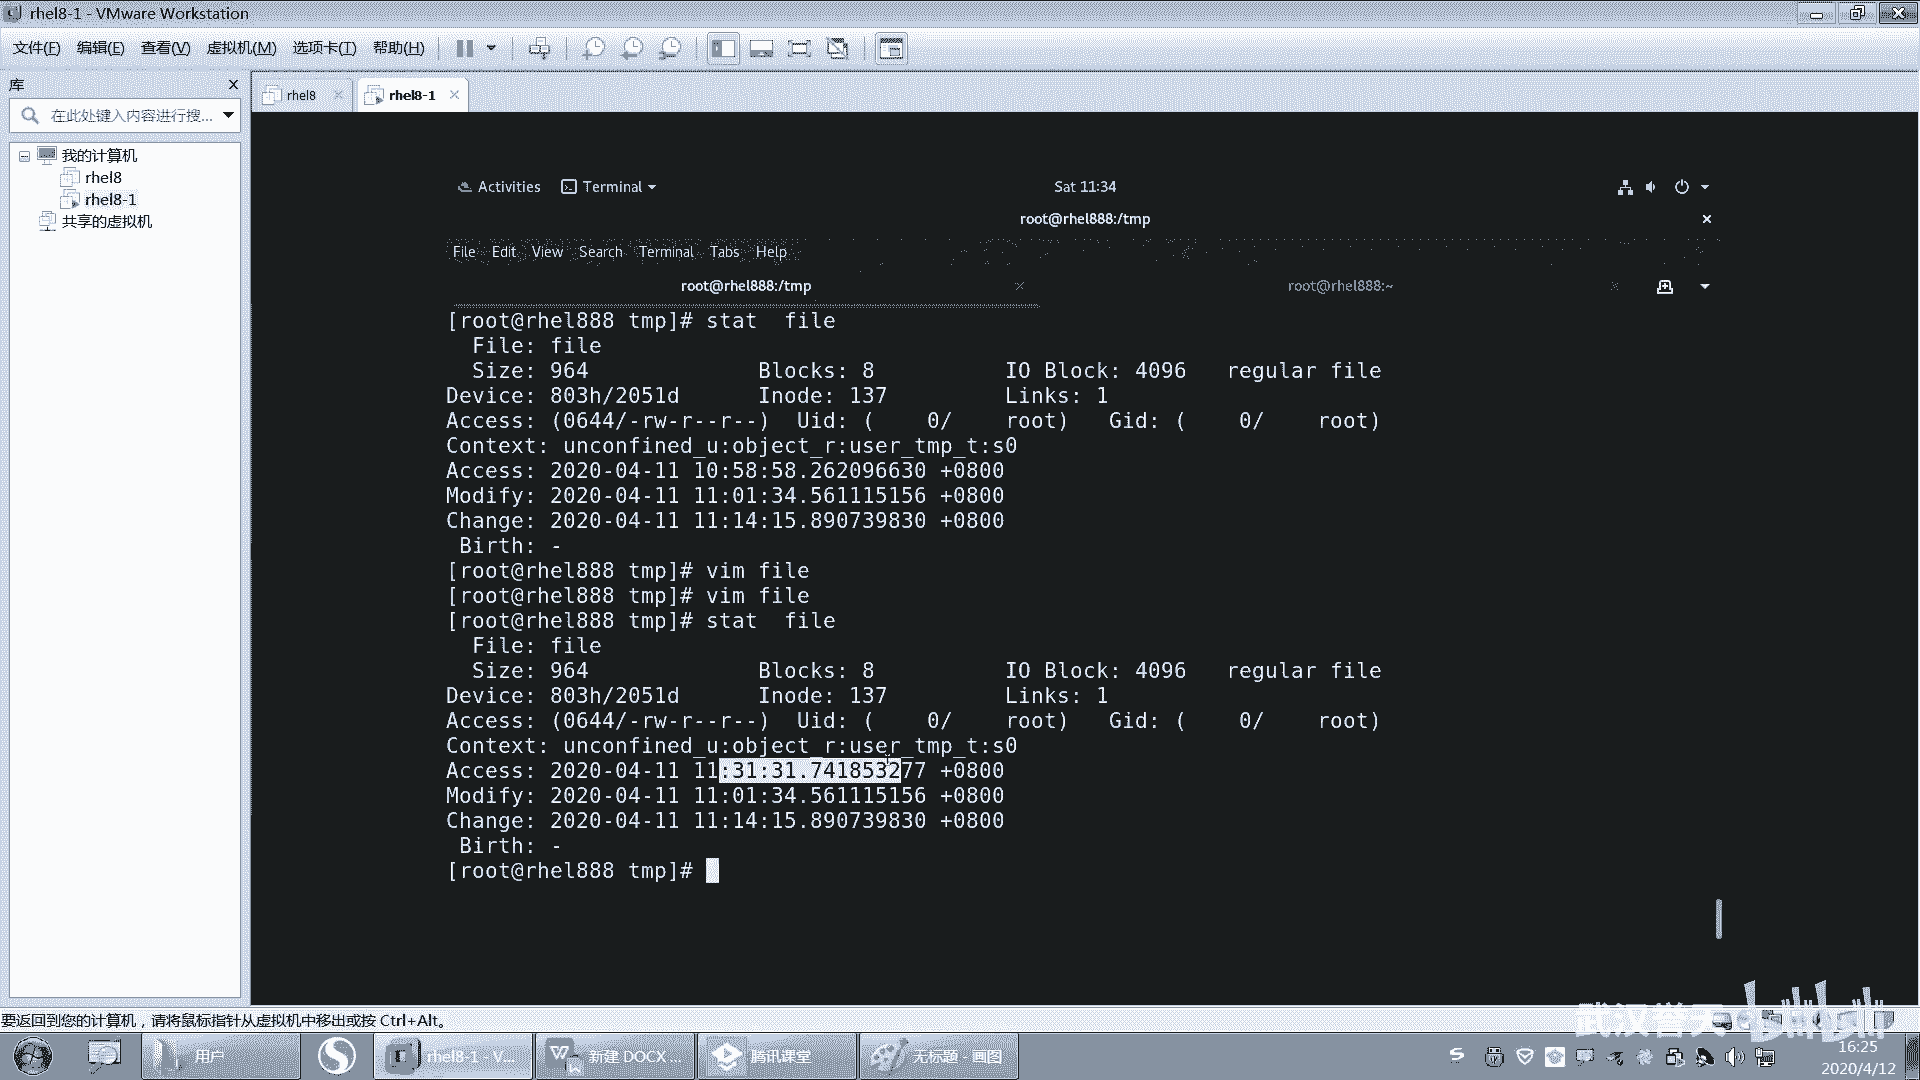 rhel8-1 - VMware Workstation
文件(F) 编辑(E) 查看(V) 虚拟机(M) 选项卡(T) 帮助(H)
库
在此处键入内容进行搜...
我的计算机
rhel8
rhel8-1
共享的虚拟机
rhel8 rhel8-1
Activities Terminal Sat 11:34
root@rhel888:/tmp
File Edit View Search Terminal Tabs Help
root@rhel888:/tmp root@rhel888:~
[root@rhel888 tmp]# stat  file
File: file
Size: 964 Blocks: 8 IO Block: 4096 regular file
Device: 803h/2051d Inode: 137 Links: 1
Access: (0644/-rw-r--r--) Uid: ( 0/ root) Gid: ( 0/ root)
Context: unconfined_u:object_r:user_tmp_t:s0
Access: 2020-04-11 10:58:58.262096630 +0800
Modify: 2020-04-11 11:01:34.561115156 +0800
Change: 2020-04-11 11:14:15.890739830 +0800
Birth: -
[root@rhel888 tmp]# vim file
[root@rhel888 tmp]# vim file
[root@rhel888 tmp]# stat  file
File: file
Size: 964 Blocks: 8 IO Block: 4096 regular file
Device: 803h/2051d Inode: 137 Links: 1
Access: (0644/-rw-r--r--) Uid: ( 0/ root) Gid: ( 0/ root)
Context: unconfined_u:object_r:user_tmp_t:s0
Access: 2020-04-11 11:31:31.741853277 +0800
Modify: 2020-04-11 11:01:34.561115156 +0800
Change: 2020-04-11 11:14:15.890739830 +0800
Birth: -
[root@rhel888 tmp]#
要返回到您的计算机，请将鼠标指针从虚拟机中移出或按 Ctrl+Alt。
武汉誉天 bilibili
用户 rhel8-1 - V... 新建 DOCX ... 腾讯课堂 无标题 - 画图
16:25
2020/4/12